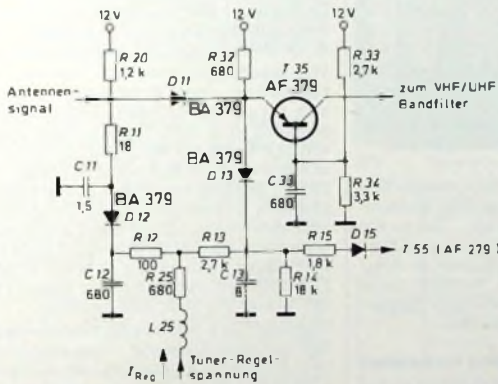 12 V
12 V
12 V
R 20
1,2 k
R 32
680
T 35
AF 379
R 33
2,7 k
Antennen-
signal
D 11
BA 379
zum VHF/UHF
Bandfilter
R 11
18
BA 379
D 13
C 11
1,5
BA 379
D 12
C 33
680
R 34
3,3 k
R 12
100
R 13
2,7 k
R 15
1,8 k
D 15
T 55 (AF 279)
C 12
680
R 25
680
C 13
R 14
18 k
L 25
I Reg
Tuner-Regel-
spannung